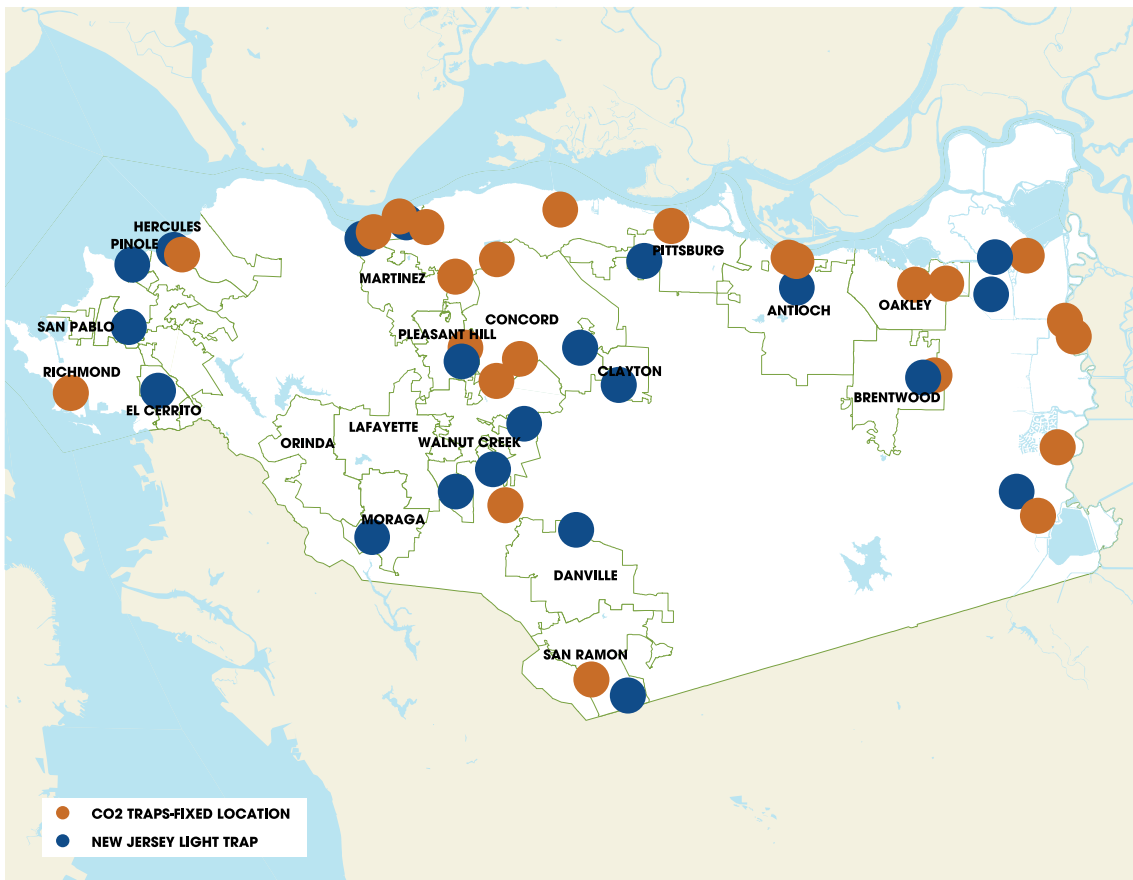 HERCULES
PINOLE
PITTSBURG
MARTINEZ
OAKLEY
ANTIOCH
CONCORD
SAN PABLO
PLEASANT HILL
RICHMOND
CLAYTON
BRENTWOOD
EL CERRITO
LAFAYETTE
ORINDA
WALNUT CREEK
MORAGA
DANVILLE
SAN RAMON
CO2 TRAPS-FIXED LOCATION
NEW JERSEY LIGHT TRAP